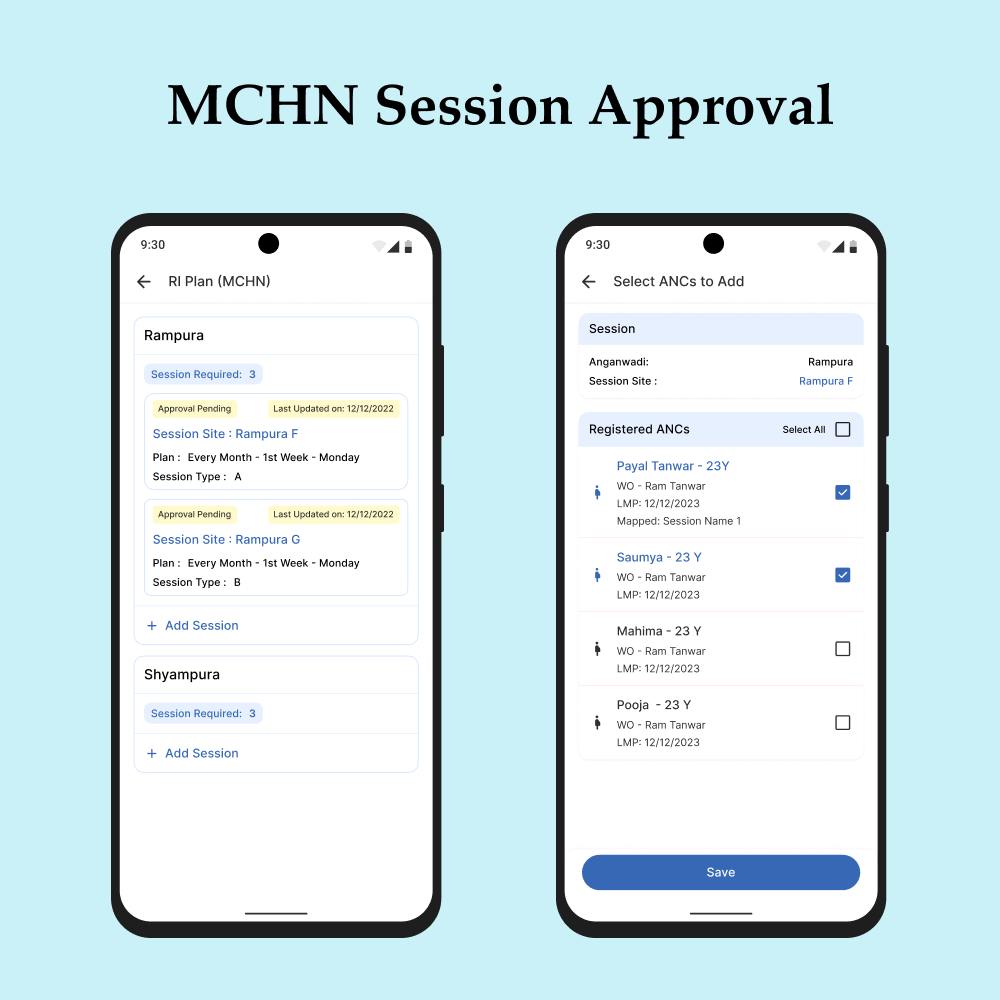 MCHN Session Approval
9:30
RI Plan (MCHN)
Rampura
Session Required: 3
Approval Pending Last Updated on: 12/12/2022
Session Site : Rampura F
Plan : Every Month - 1st Week - Monday
Session Type : A
Approval Pending Last Updated on: 12/12/2022
Session Site : Rampura G
Plan : Every Month - 1st Week - Monday
Session Type : B
+ Add Session
Shyampura
Session Required: 3
+ Add Session
9:30
Select ANCs to Add
Session
Anganwadi: Rampura
Session Site : Rampura F
Registered ANCs Select All
Payal Tanwar - 23Y
WO - Ram Tanwar
LMP: 12/12/2023
Mapped: Session Name 1
Saumya - 23 Y
WO - Ram Tanwar
LMP: 12/12/2023
Mahima - 23 Y
WO - Ram Tanwar
LMP: 12/12/2023
Pooja - 23 Y
WO - Ram Tanwar
LMP: 12/12/2023
Save